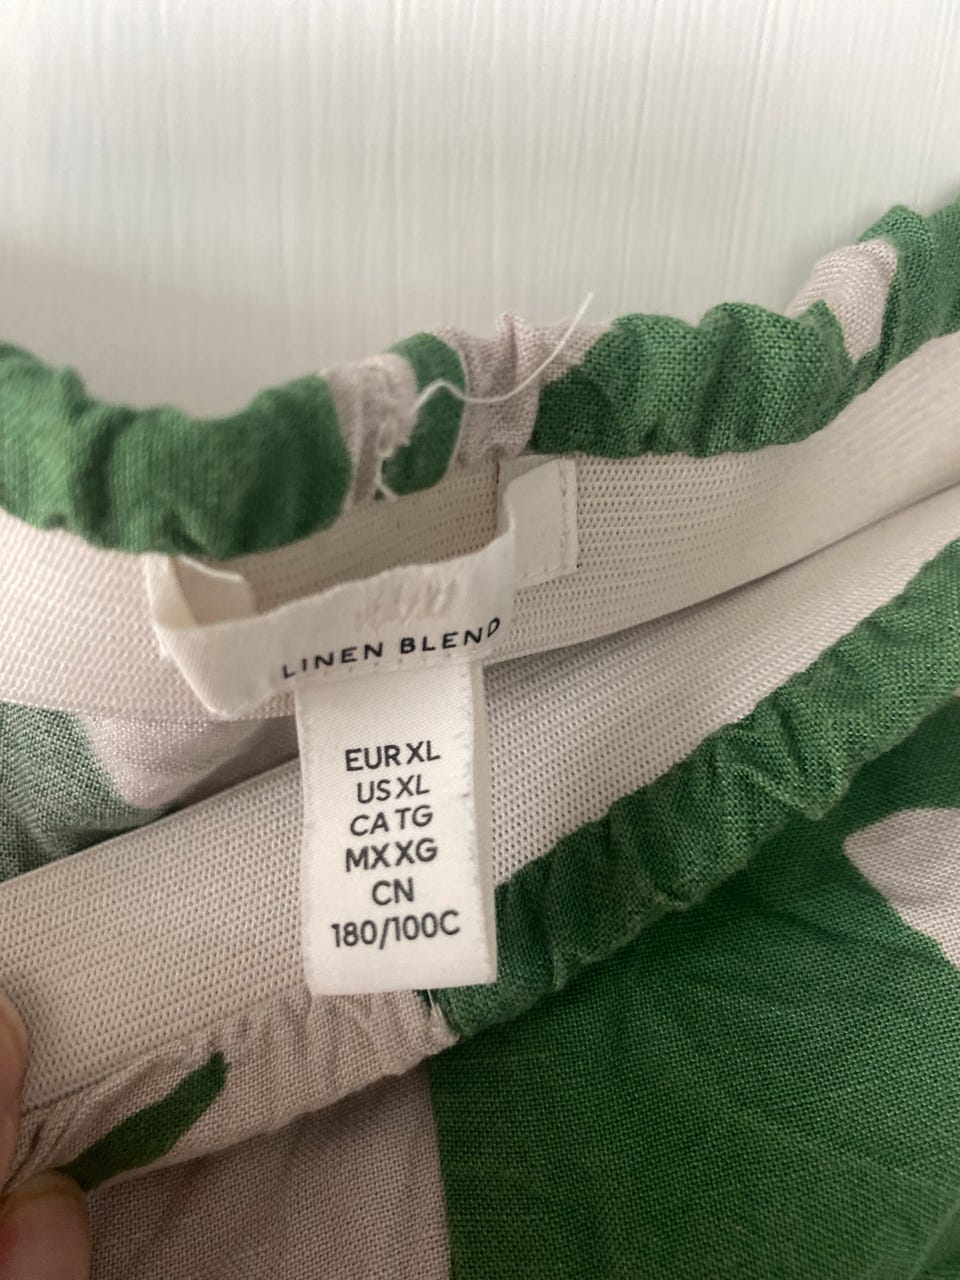 LINEN BLEND
EUR XL
US XL
CA TG
MX XG
CN
180/100C